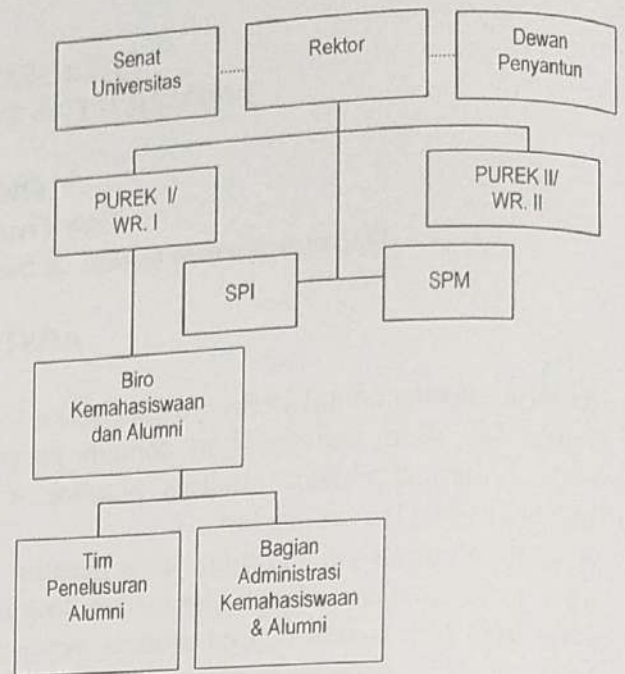 Senat
Universitas
Rektor
Dewan
Penyantun
PUREK I/
WR. I
PUREK II/
WR. II
SPI
SPM
Biro
Kemahasiswaan
dan Alumni
Tim
Penelusuran
Alumni
Bagian
Administrasi
Kemahasiswaan
& Alumni